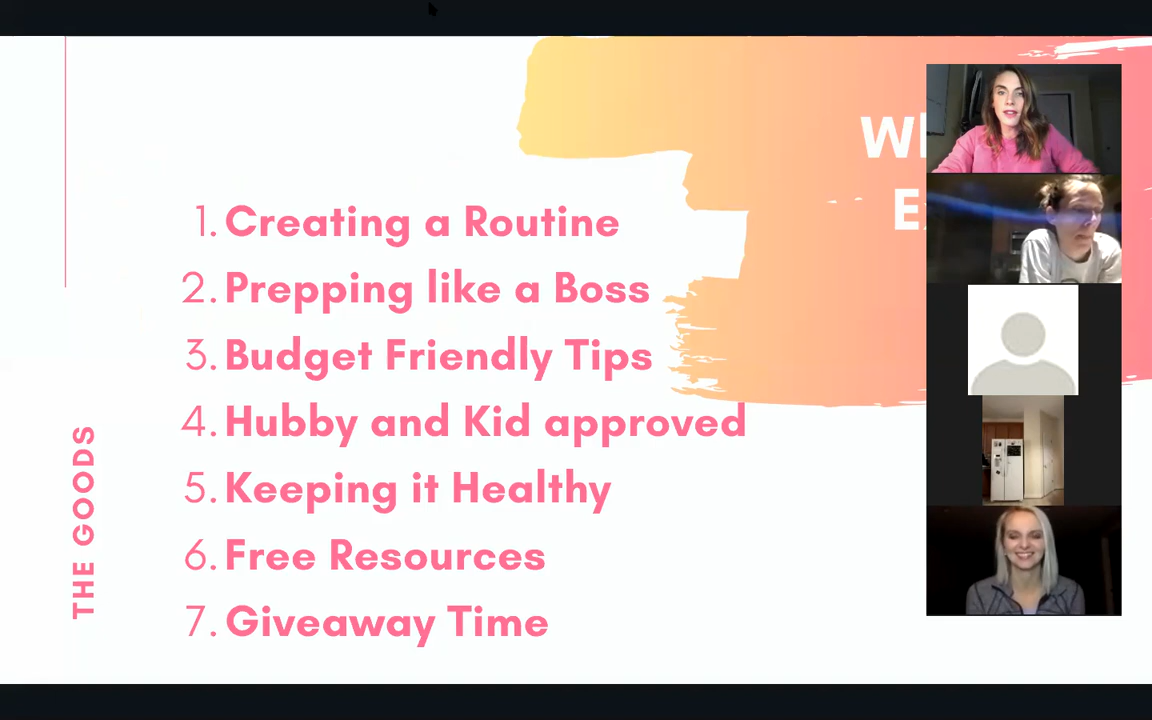 1. Creating a Routine
2. Prepping like a Boss
3. Budget Friendly Tips
4. Hubby and Kid approved
5. Keeping it Healthy
6. Free Resources
7. Giveaway Time
THE GOODS